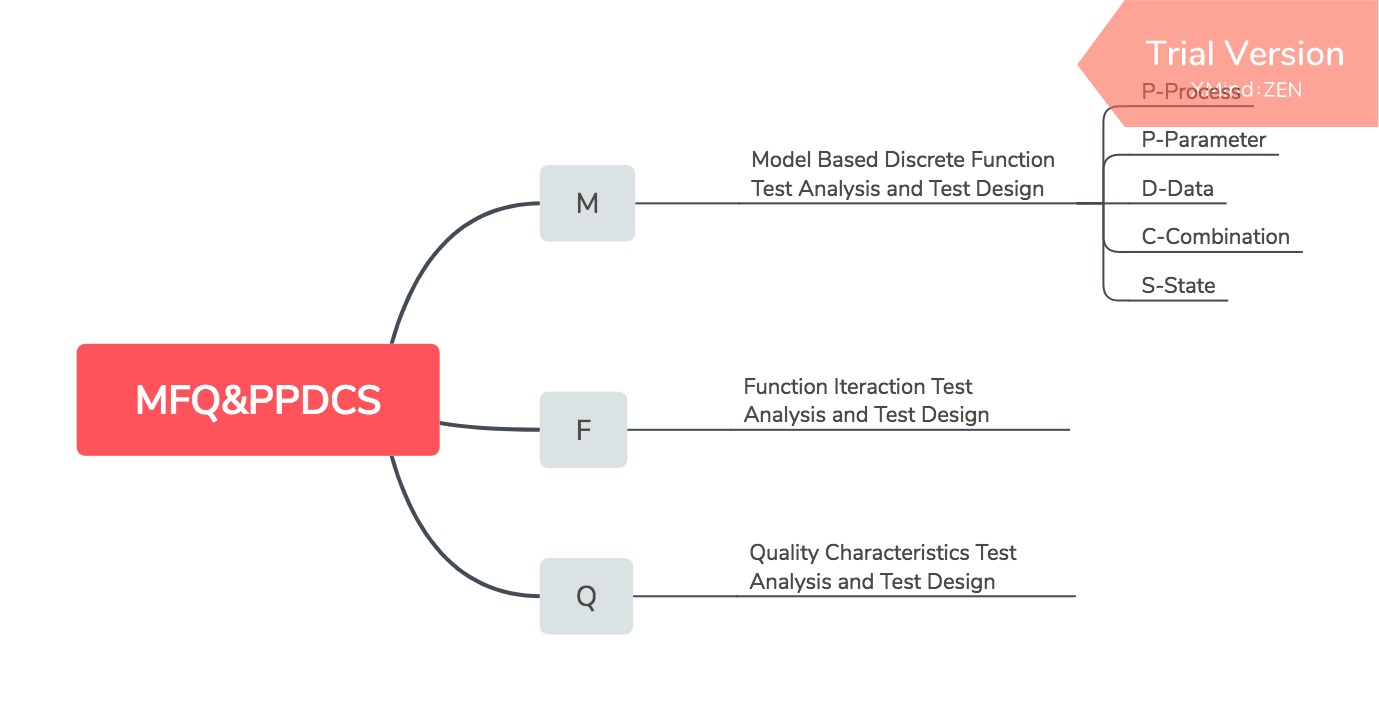 Trial Version
XMind:ZEN
P-Process
P-Parameter
Model Based Discrete Function
Test Analysis and Test Design
M
D-Data
C-Combination
S-State
MFQ&PPDCS
Function Iteraction Test
Analysis and Test Design
F
Quality Characteristics Test
Analysis and Test Design
Q